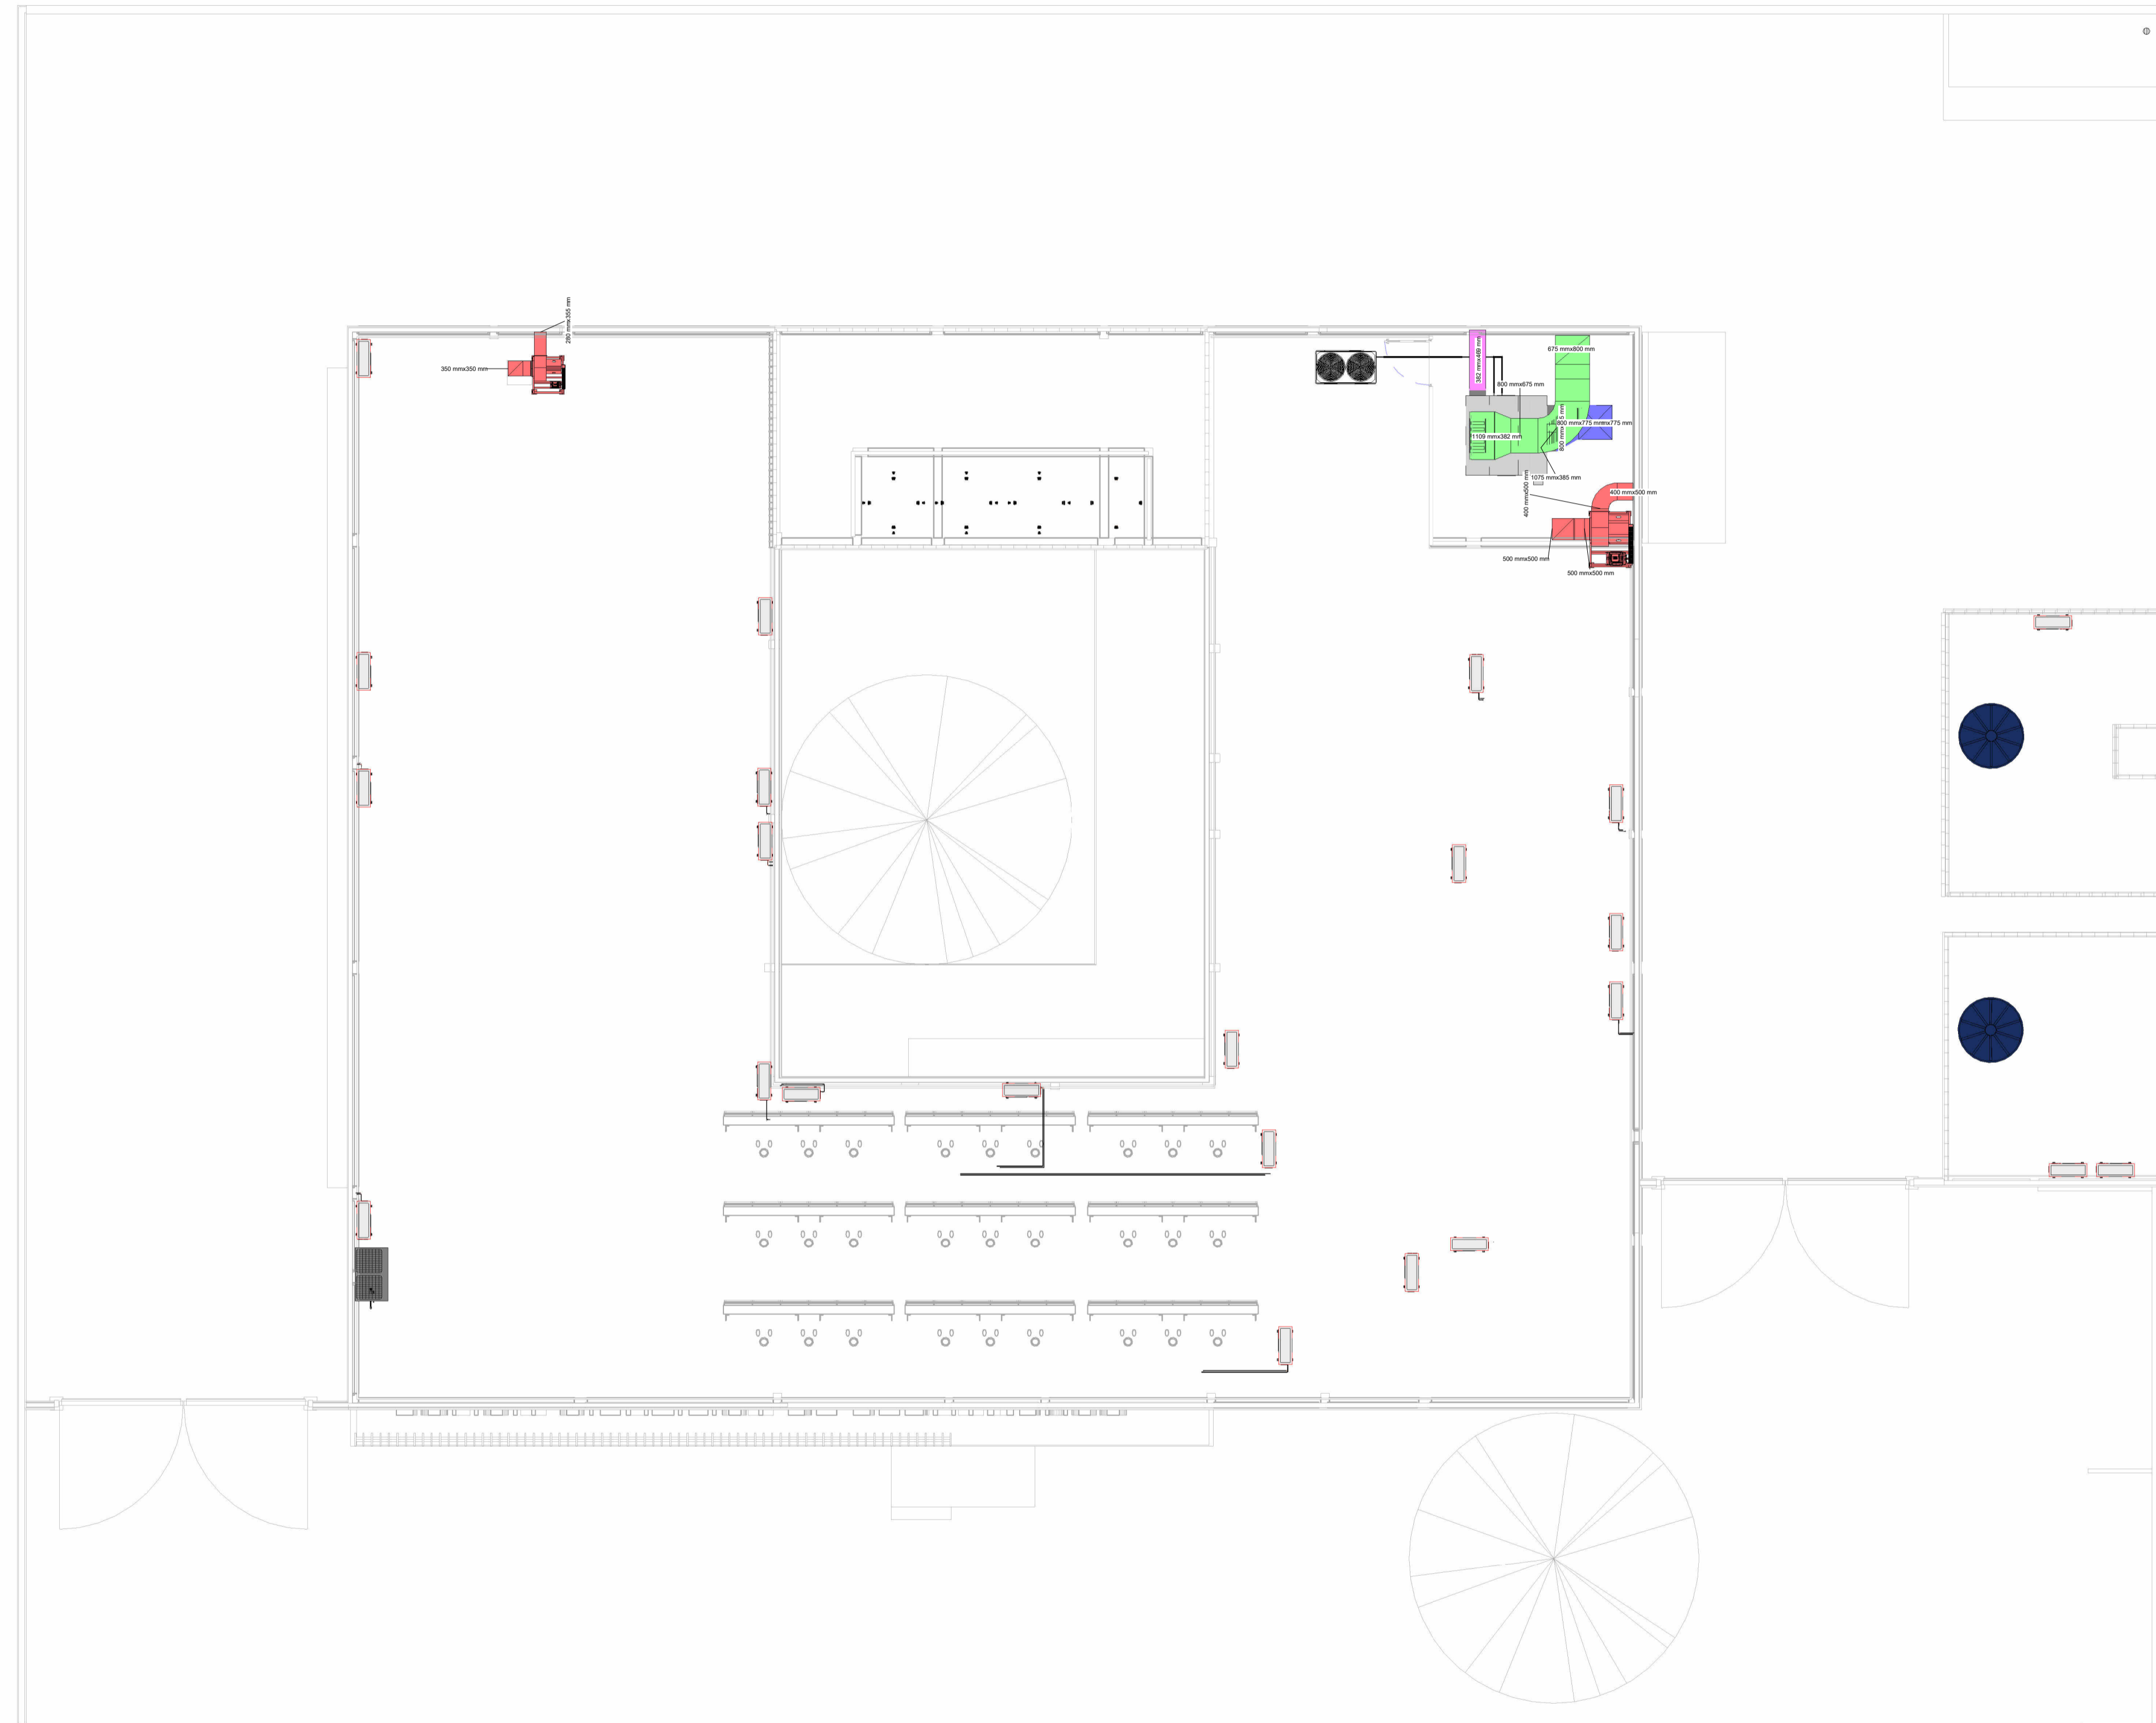 280 mmx355 mm
350 mmx350 mm
382 mmx489 mm
675 mmx800 mm
800 mmx675 mm
800 mmx775 mm
mmx775 mm
1109 mmx382 mm
1075 mmx385 mm
400 mmx500 mm
400 mmx500 mm
500 mmx500 mm
500 mmx500 mm